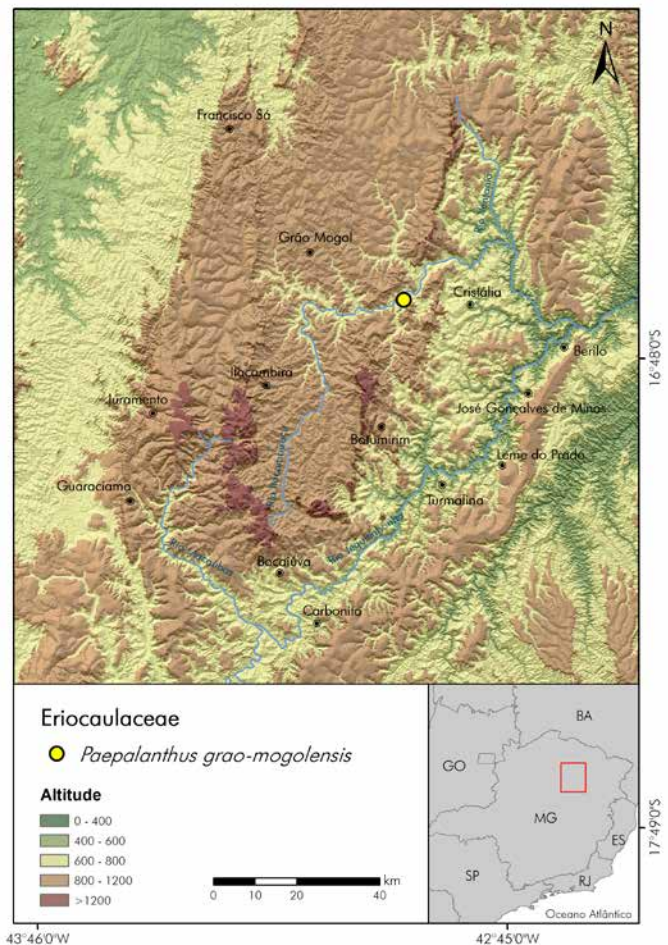 N
Francisco Sá
Grão Mogol
Cristália
Berilo
16°48'0"S
Itacambira
Juramento
José Gonçalves de Minas
Botumirim
Leme do Prado
Guaraciama
Turmalina
Bocaiúva
Carbonita
Eriocaulaceae
Paepalanthus grao-mogolensis
Altitude
0 - 400
400 - 600
600 - 800
800 - 1200
>1200
0 10 20 40 km
BA
GO
MG
ES
SP
RJ
Oceano Atlântico
17°49'0"S
43°46'0"W
42°45'0"W